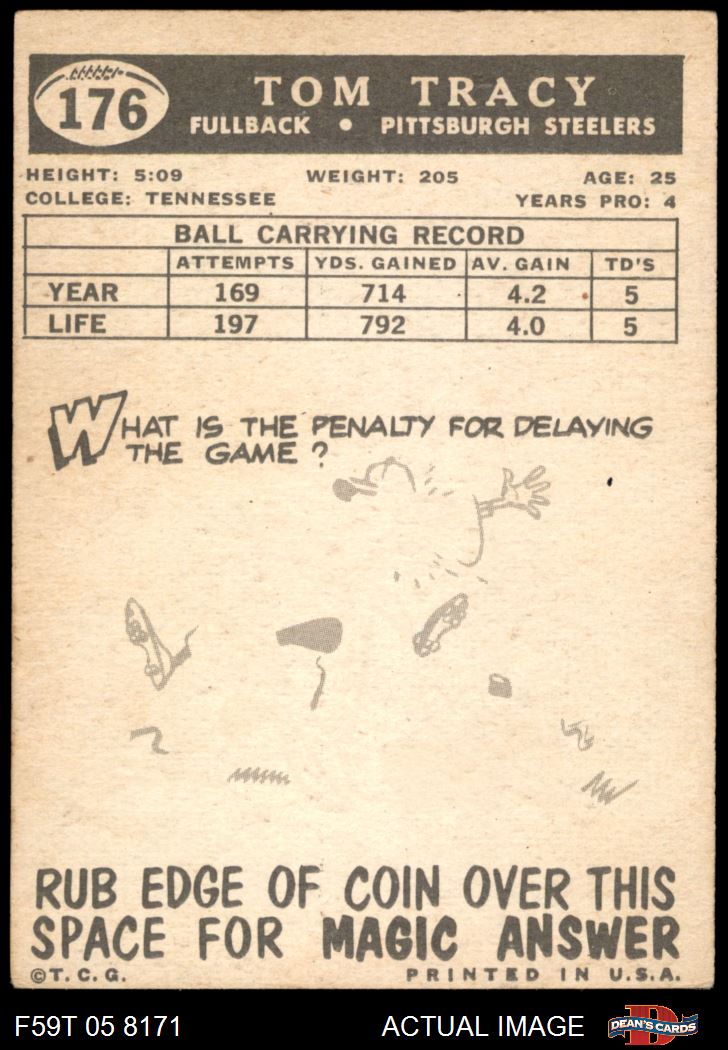 176
TOM TRACY
FULLBACK • PITTSBURGH STEELERS
HEIGHT: 5:09 WEIGHT: 205 AGE: 25
COLLEGE: TENNESSEE YEARS PRO: 4
BALL CARRYING RECORD
ATTEMPTS YDS. GAINED AV. GAIN TD'S
YEAR 169 714 4.2 5
LIFE 197 792 4.0 5
WHAT IS THE PENALTY FOR DELAYING
THE GAME?
RUB EDGE OF COIN OVER THIS
SPACE FOR MAGIC ANSWER
©T.C.G. PRINTED IN U.S.A.
F59T 05 8171 ACTUAL IMAGE D DEAN'S CARDS